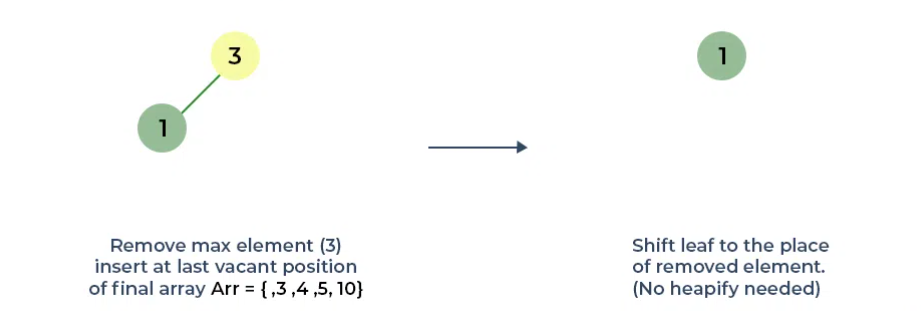 3
1
1
Remove max element (3)
insert at last vacant position
of final array Arr = { ,3 ,4 ,5, 10}
Shift leaf to the place
of removed element.
(No heapify needed)